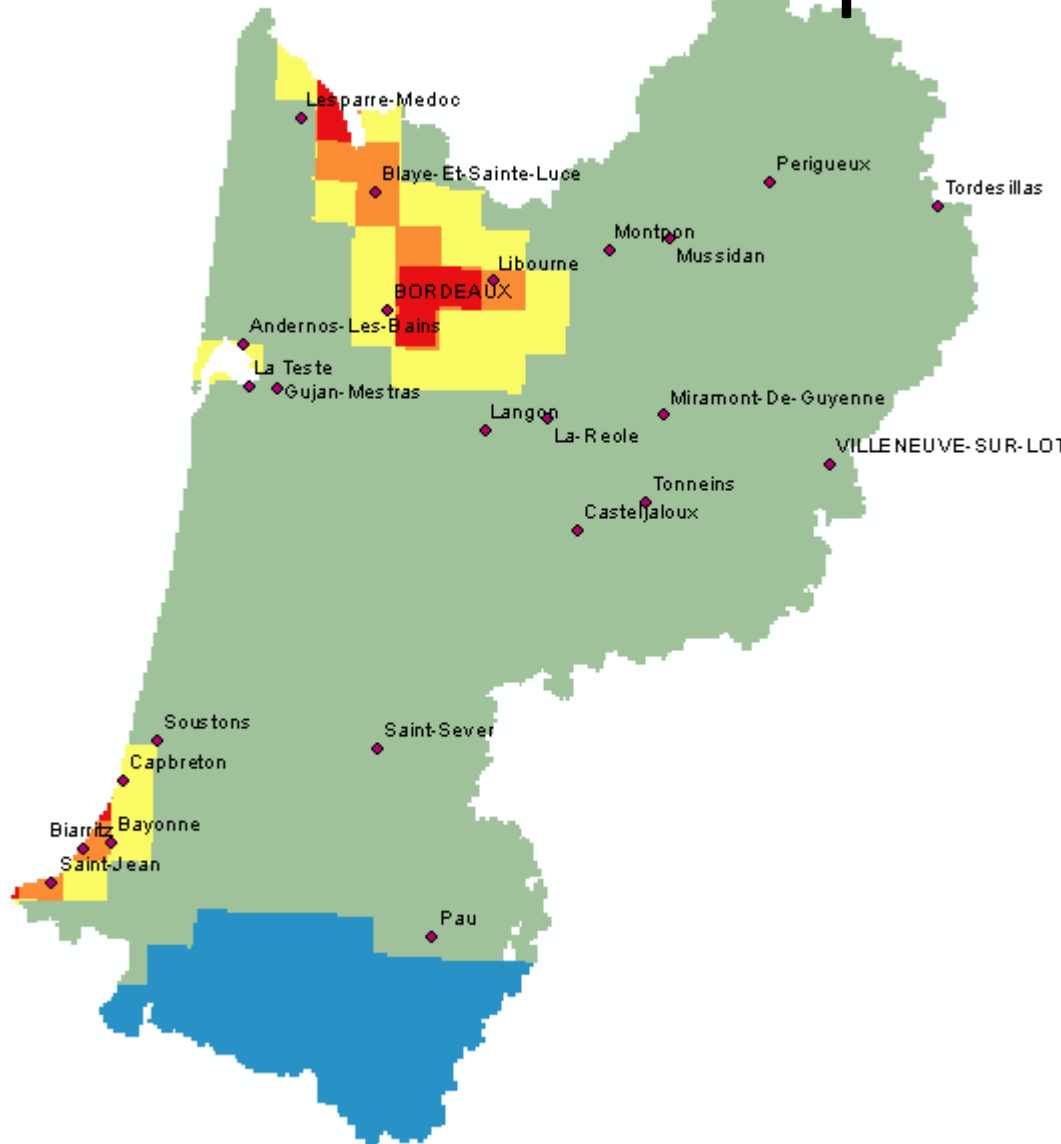 Lesparre-Medoc
Blaye-Et-Sainte-Luce
Perigueux
Tordesillas
Montpon
Mussidan
Libourne
BORDEAUX
Andernos-Les-Bains
La Teste
Gujan-Mestras
Miramont-De-Guyenne
Langon
La-Reole
VILLENEUVE-SUR-LOT
Tonneins
Casteljaloux
Soustons
Saint-Sever
Capbreton
Biarritz
Bayonne
Saint-Jean
Pau